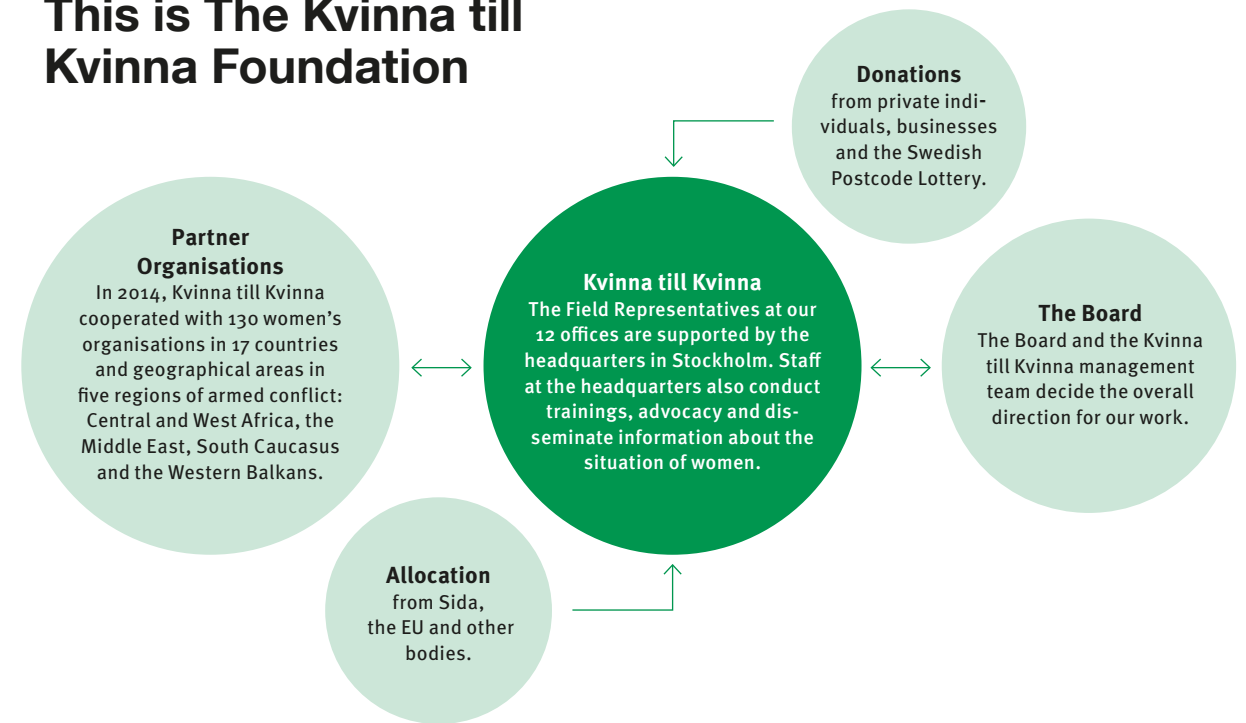 This is The Kvinna till
Kvinna Foundation
Donations
from private indi-
viduals, businesses
and the Swedish
Postcode Lottery.
Partner
Organisations
In 2014, Kvinna till Kvinna
cooperated with 130 women’s
organisations in 17 countries
and geographical areas in
five regions of armed conflict:
Central and West Africa, the
Middle East, South Caucasus
and the Western Balkans.
Kvinna till Kvinna
The Field Representatives at our
12 offices are supported by the
headquarters in Stockholm. Staff
at the headquarters also conduct
trainings, advocacy and dis-
seminate information about the
situation of women.
The Board
The Board and the Kvinna
till Kvinna management
team decide the overall
direction for our work.
Allocation
from Sida,
the EU and other
bodies.